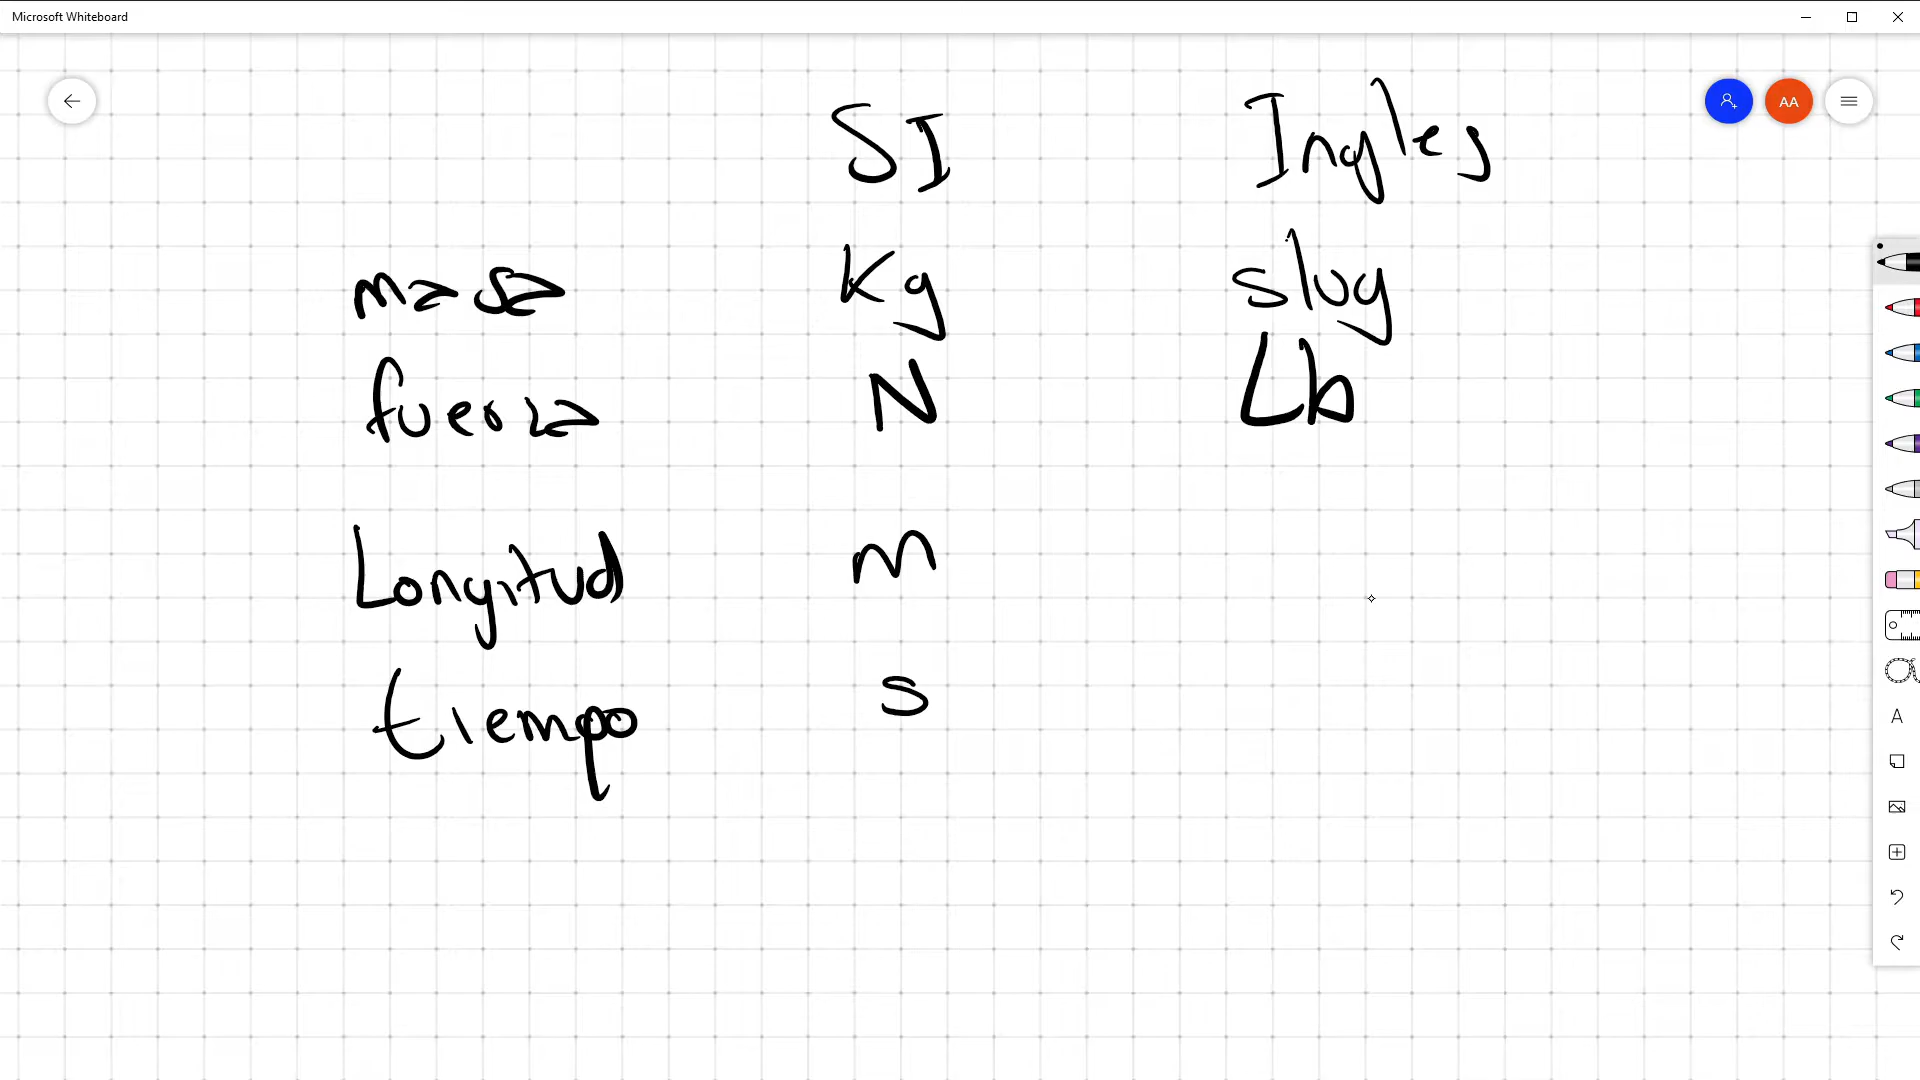 Microsoft Whiteboard
AA
SI Ingles
masa Kg slug
fuerza N Lb
Longitud m
tiempo s
A